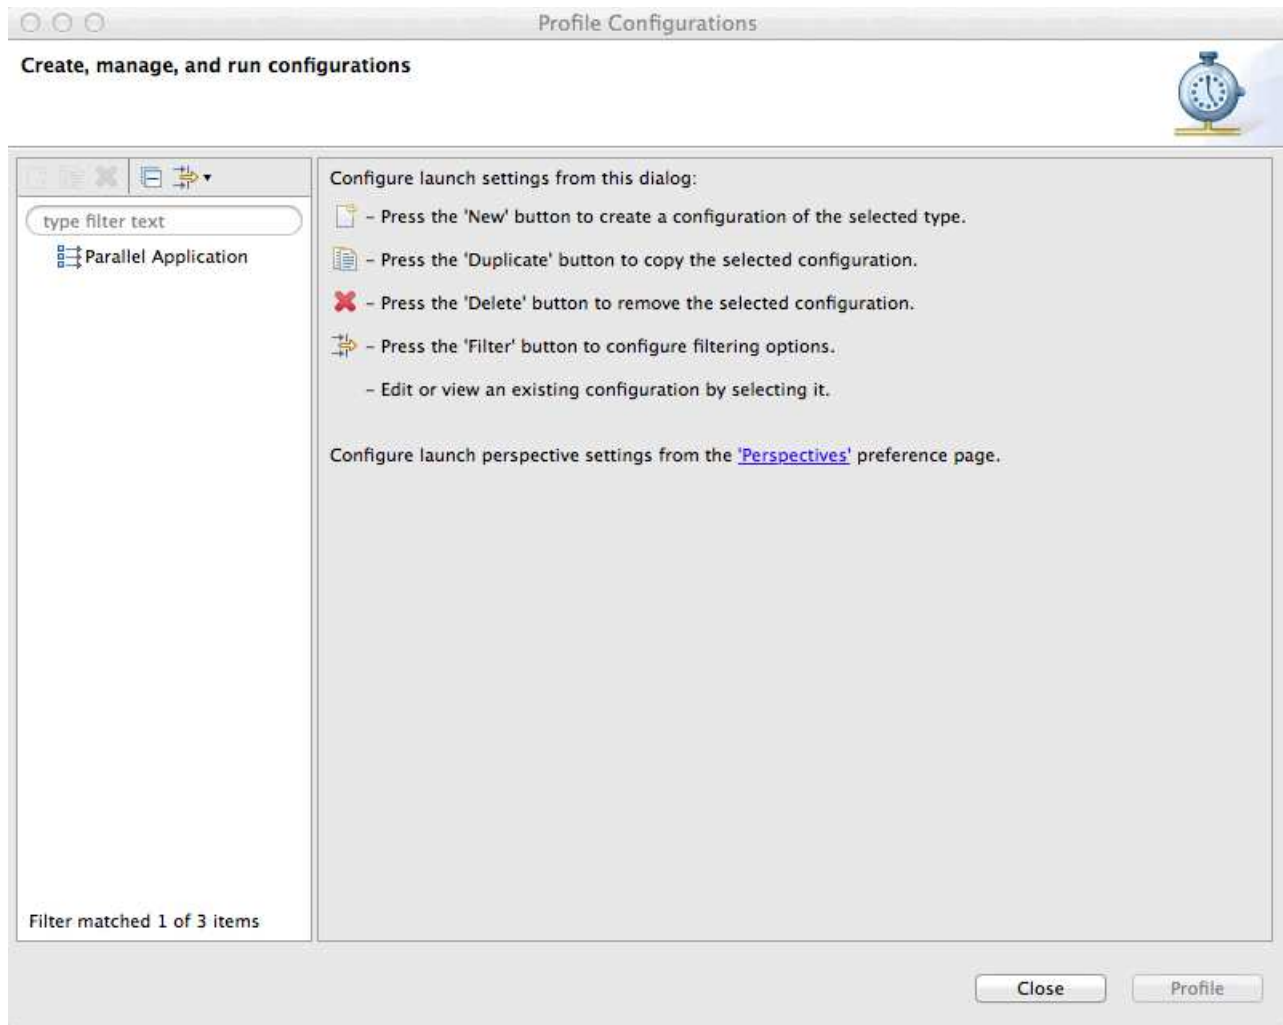 Profile Configurations
Create, manage, and run configurations
type filter text
Parallel Application
Filter matched 1 of 3 items
Configure launch settings from this dialog:
– Press the 'New' button to create a configuration of the selected type.
– Press the 'Duplicate' button to copy the selected configuration.
– Press the 'Delete' button to remove the selected configuration.
– Press the 'Filter' button to configure filtering options.
– Edit or view an existing configuration by selecting it.
Configure launch perspective settings from the 'Perspectives' preference page.
Close
Profile